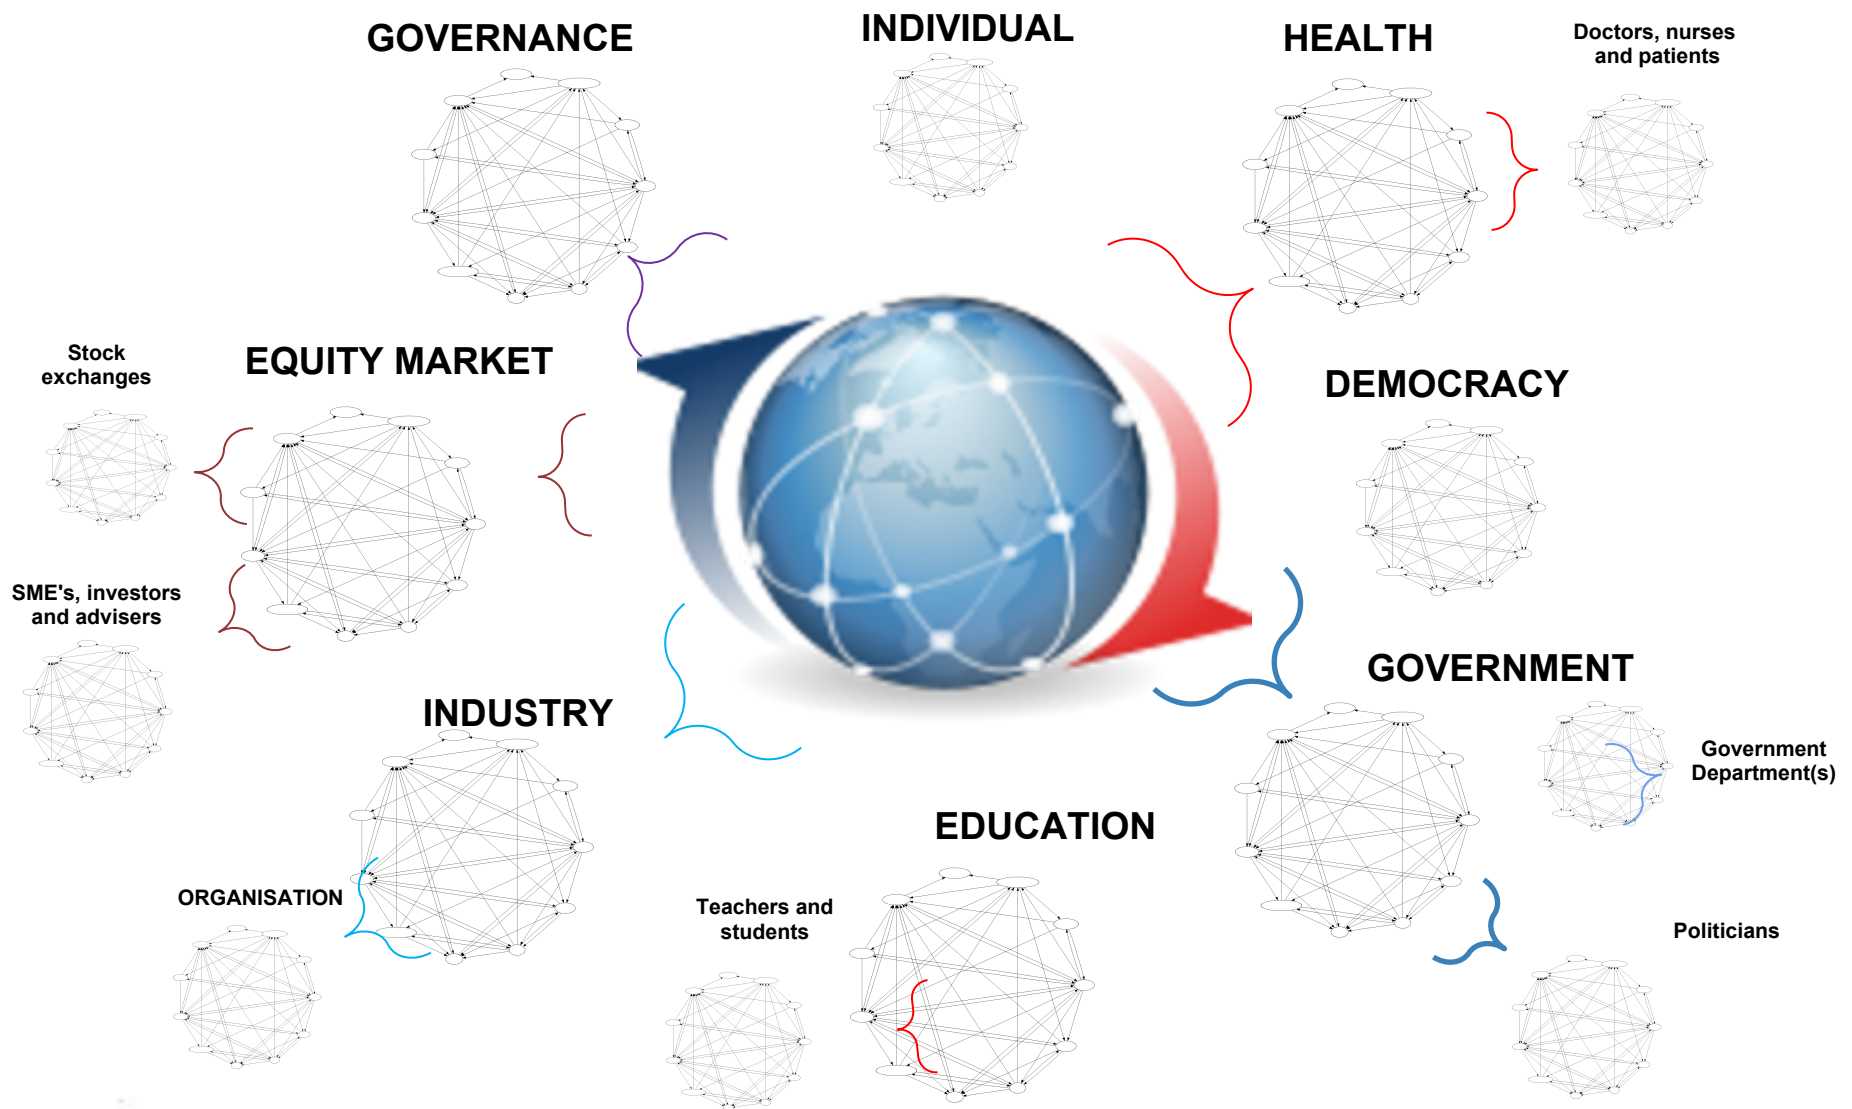 GOVERNANCE
INDIVIDUAL
HEALTH
Doctors, nurses
and patients
Stock
exchanges
EQUITY MARKET
DEMOCRACY
SME's, investors
and advisers
GOVERNMENT
INDUSTRY
Government
Department(s)
EDUCATION
ORGANISATION
Teachers and
students
Politicians